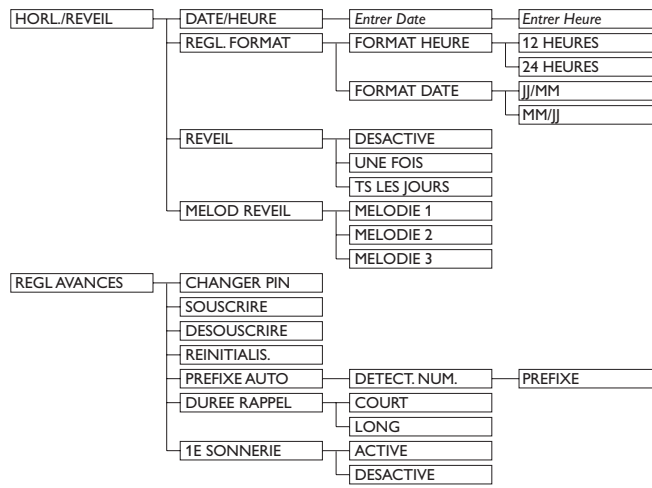 HORL./REVEIL DATE/HEURE Entrer Date Entrer Heure
REGL. FORMAT FORMAT HEURE 12 HEURES
24 HEURES
FORMAT DATE JJ/MM
MM/JJ
REVEIL DESACTIVE
UNE FOIS
TS LES JOURS
MELOD REVEIL MELODIE 1
MELODIE 2
MELODIE 3
REGL AVANCES CHANGER PIN
SOUSCRIRE
DESOUSCRIRE
REINITIALIS.
PREFIXE AUTO DETECT. NUM. PREFIXE
DUREE RAPPEL COURT
LONG
1E SONNERIE ACTIVE
DESACTIVE